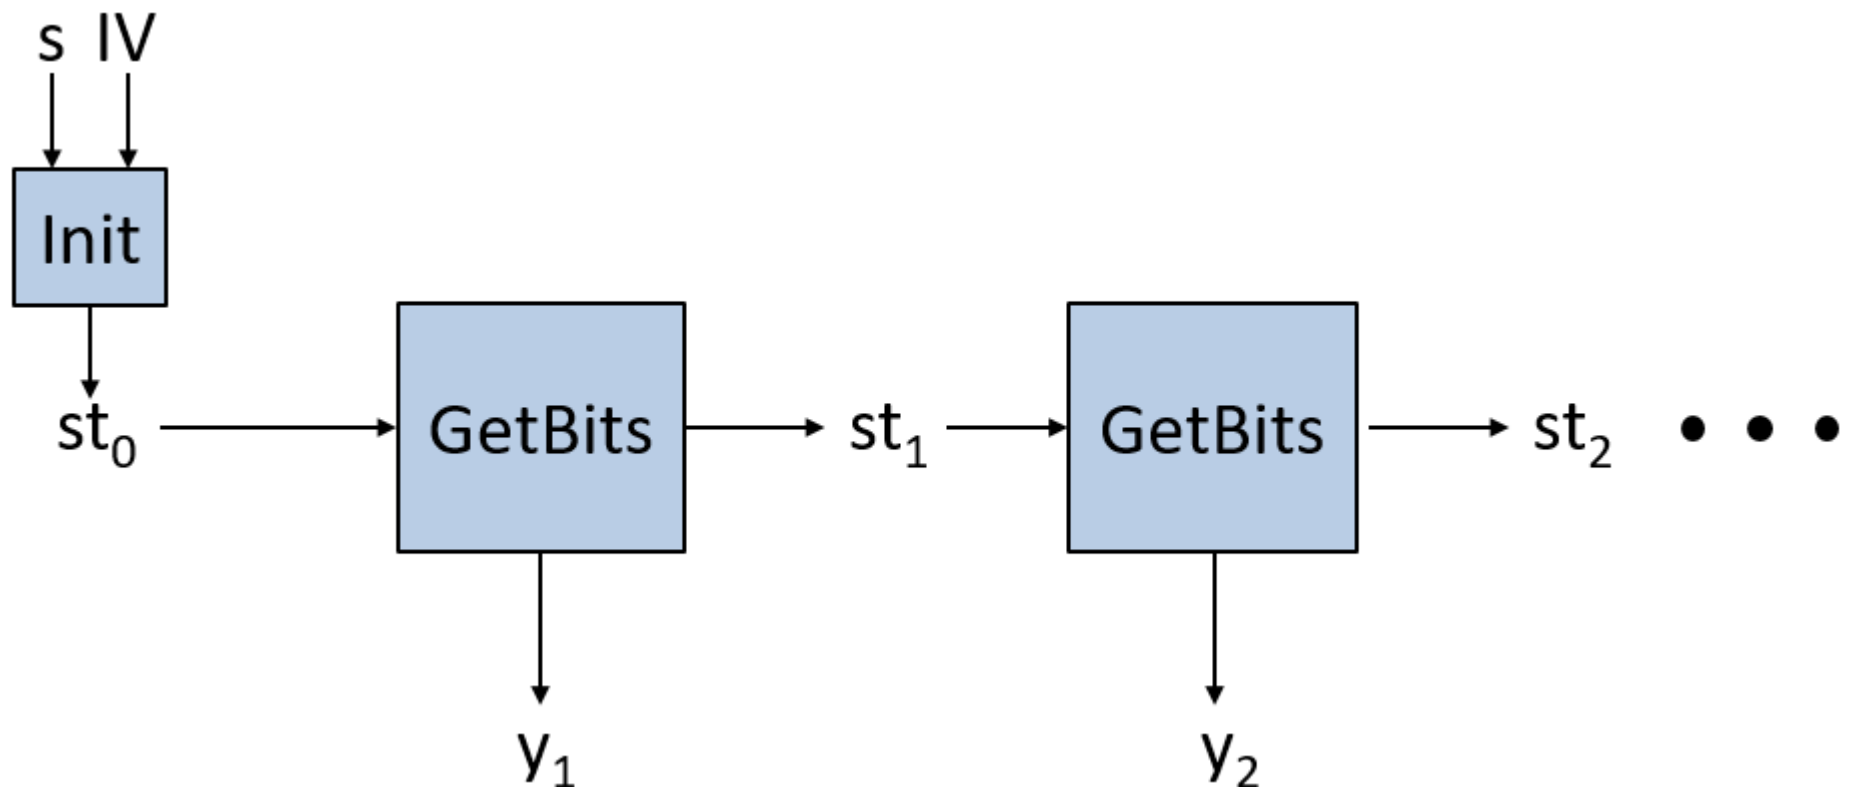 s IV
Init
st₀ GetBits st₁ GetBits st₂ • • •
y₁ y₂